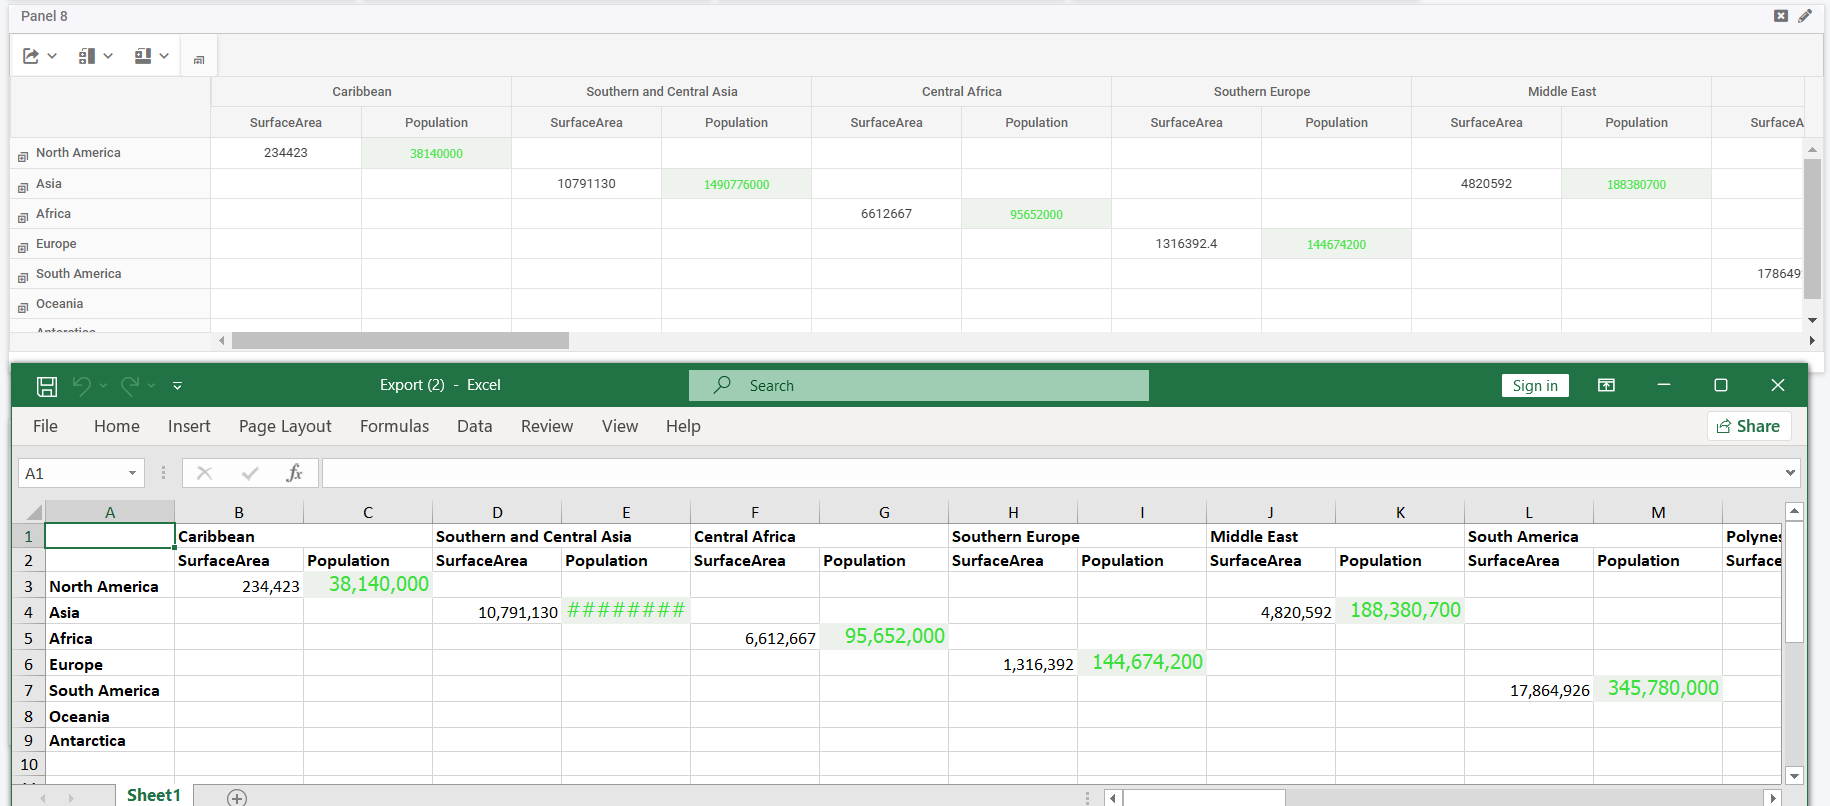 Panel 8
Caribbean Southern and Central Asia Central Africa Southern Europe Middle East
SurfaceArea Population SurfaceArea Population SurfaceArea Population SurfaceArea Population SurfaceArea Population SurfaceA
North America 234423 38140000
Asia 10791130 1490776000 4820592 188380700
Africa 6612667 95652000
Europe 1316392.4 144674200
South America 178649
Oceania
Antarctica
Export (2) - Excel Search Sign in
File Home Insert Page Layout Formulas Data Review View Help Share
A1 fx
A B C D E F G H I J K L M
1 Caribbean Southern and Central Asia Central Africa Southern Europe Middle East South America Polynes
2 SurfaceArea Population SurfaceArea Population SurfaceArea Population SurfaceArea Population SurfaceArea Population SurfaceArea Population Surface
3 North America 234,423 38,140,000
4 Asia 10,791,130 ######## 4,820,592 188,380,700
5 Africa 6,612,667 95,652,000
6 Europe 1,316,392 144,674,200
7 South America 17,864,926 345,780,000
8 Oceania
9 Antarctica
10
Sheet1